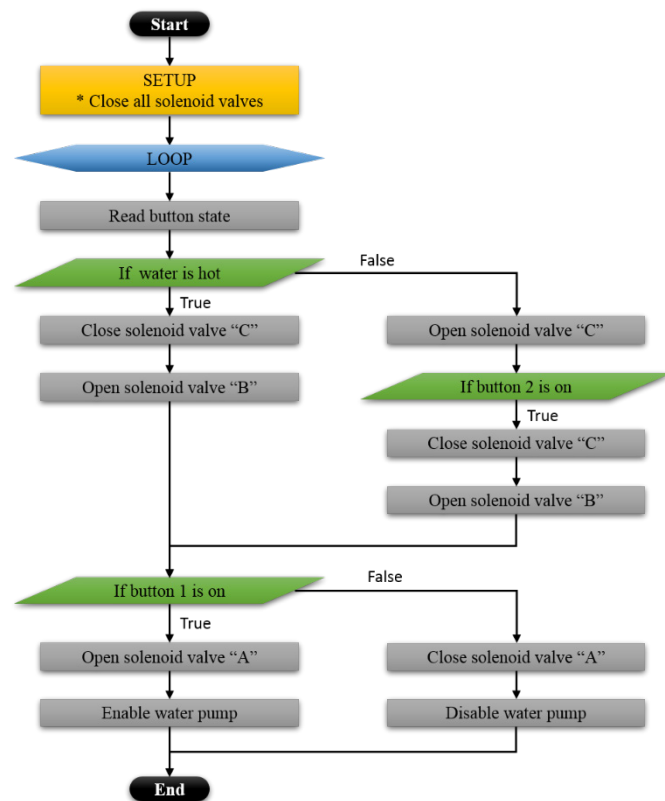 Start
SETUP
* Close all solenoid valves
LOOP
Read button state
If water is hot
False
True
Close solenoid valve “C”
Open solenoid valve “B”
Open solenoid valve “C”
If button 2 is on
True
Close solenoid valve “C”
Open solenoid valve “B”
If button 1 is on
False
True
Open solenoid valve “A”
Enable water pump
Close solenoid valve “A”
Disable water pump
End